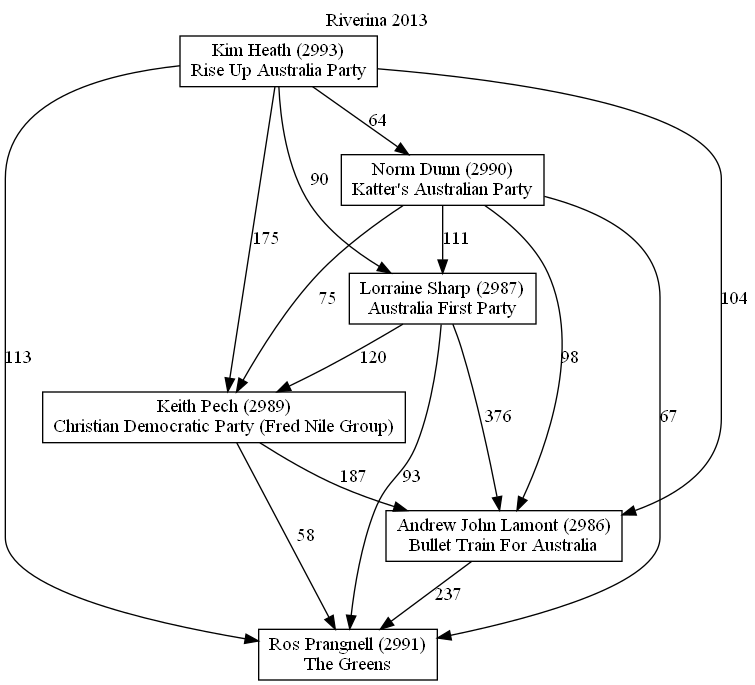 Riverina 2013
Kim Heath (2993)
Rise Up Australia Party
64
Norm Dunn (2990)
Katter's Australian Party
90
175
111
75
Lorraine Sharp (2987)
Australia First Party
104
113
120
98
Keith Pech (2989)
Christian Democratic Party (Fred Nile Group)
376
67
187
93
Andrew John Lamont (2986)
Bullet Train For Australia
58
237
Ros Prangnell (2991)
The Greens